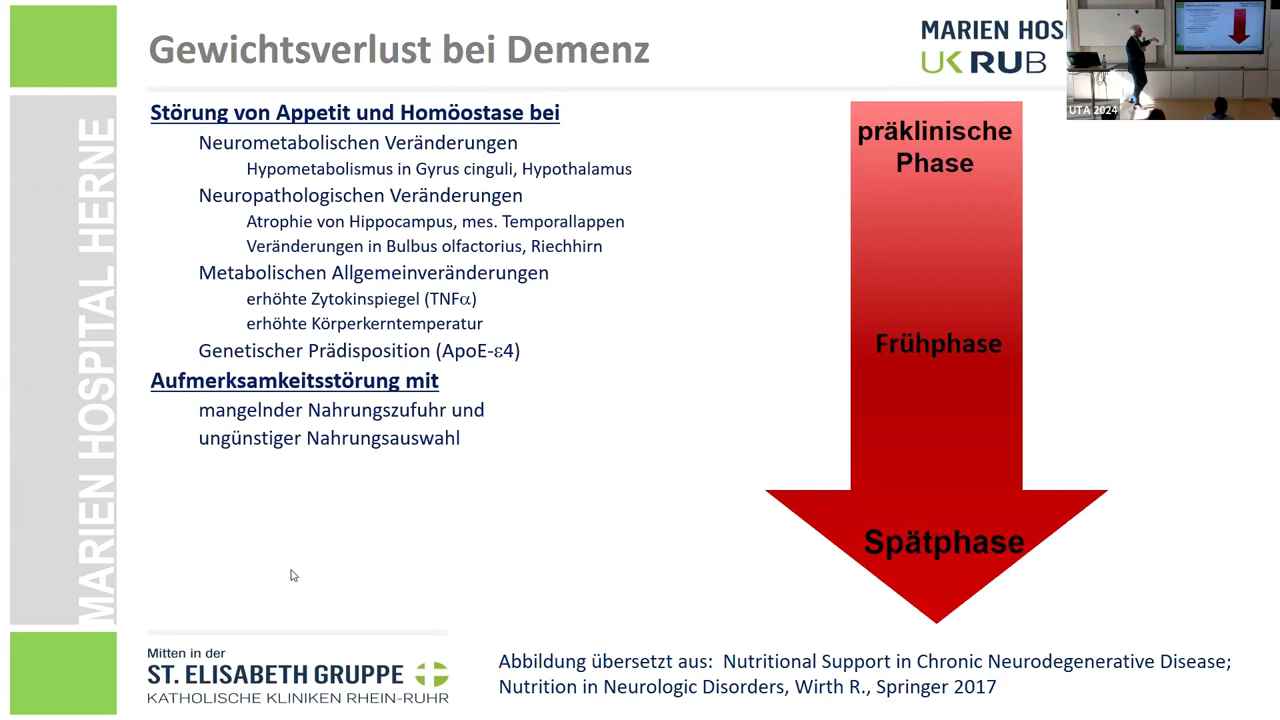 Gewichtsverlust bei Demenz
MARIEN HOSP
UK RUB
UTA 2024
MARIEN HOSPITAL HERNE
Störung von Appetit und Homöostase bei
Neurometabolischen Veränderungen
Hypometabolismus in Gyrus cinguli, Hypothalamus
Neuropathologischen Veränderungen
Atrophie von Hippocampus, mes. Temporallappen
Veränderungen in Bulbus olfactorius, Riechhirn
Metabolischen Allgemeinveränderungen
erhöhte Zytokinspiegel (TNFα)
erhöhte Körperkerntemperatur
Genetischer Prädisposition (ApoE-ε4)
Aufmerksamkeitsstörung mit
mangelnder Nahrungszufuhr und
ungünstiger Nahrungsauswahl
präklinische
Phase
Frühphase
Spätphase
Mitten in der
ST. ELISABETH GRUPPE
KATHOLISCHE KLINIKEN RHEIN-RUHR
Abbildung übersetzt aus: Nutritional Support in Chronic Neurodegenerative Disease;
Nutrition in Neurologic Disorders, Wirth R., Springer 2017